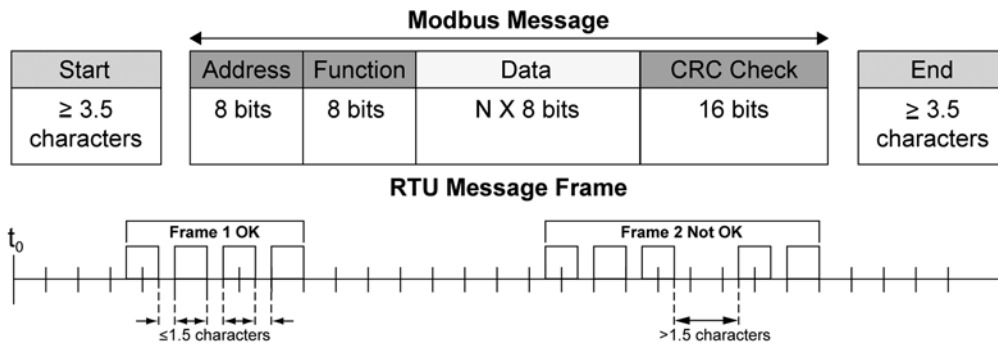 Modbus Message
Start Address Function Data CRC Check End
≥ 3.5 characters 8 bits 8 bits N X 8 bits 16 bits ≥ 3.5 characters
RTU Message Frame
t0
Frame 1 OK Frame 2 Not OK
≤1.5 characters >1.5 characters